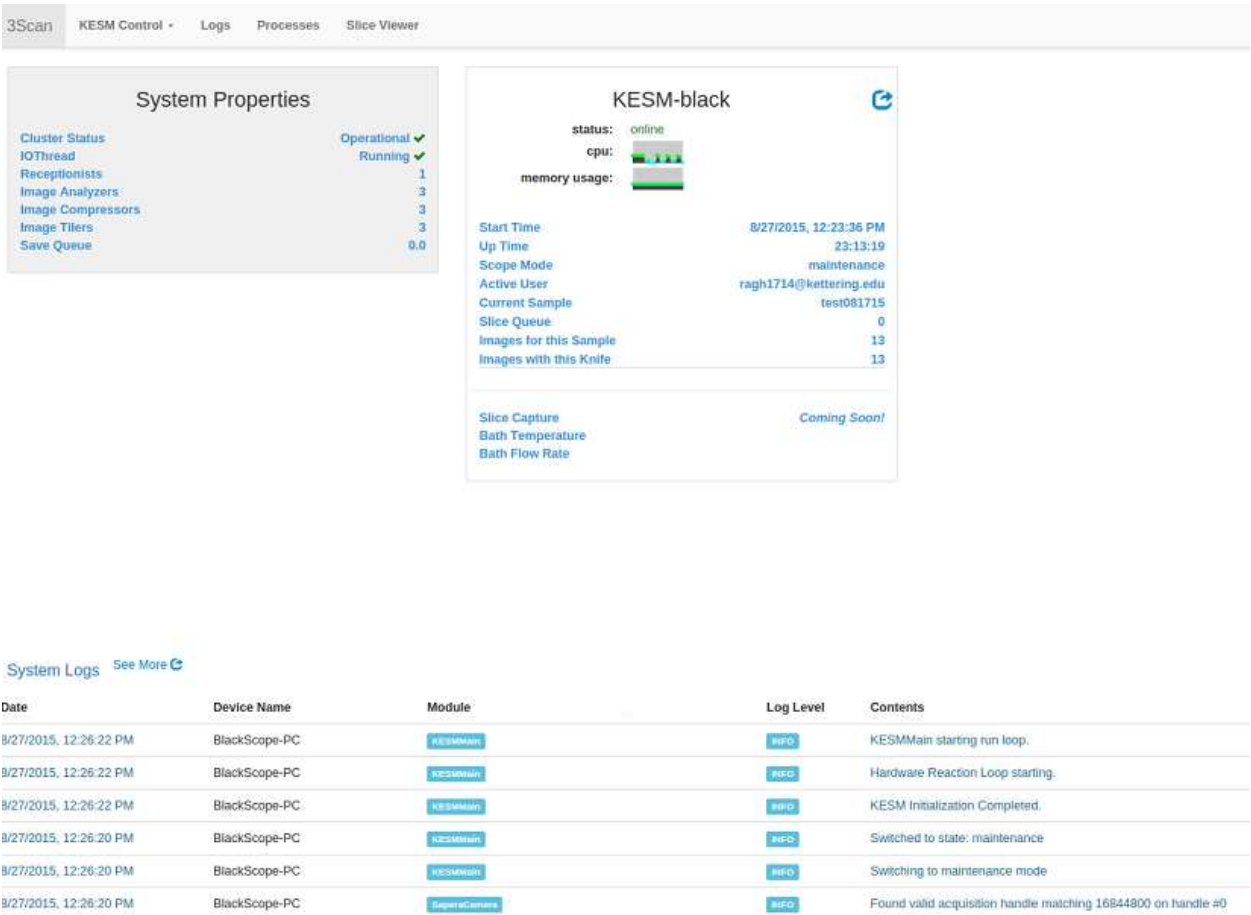 3Scan KESM Control Logs Processes Slice Viewer
System Properties
Cluster Status Operational ✔
IOThread Running ✔
Receptionists 1
Image Analyzers 3
Image Compressors 3
Image Tilers 3
Save Queue 0.0
KESM-black
status: online
cpu:
memory usage:
Start Time 8/27/2015, 12:23:36 PM
Up Time 23:13:19
Scope Mode maintenance
Active User ragh1714@kettering.edu
Current Sample test081715
Slice Queue 0
Images for this Sample 13
Images with this Knife 13
Slice Capture Coming Soon!
Bath Temperature
Bath Flow Rate
System Logs See More
Date Device Name Module Log Level Contents
8/27/2015, 12:26:22 PM BlackScope-PC KESMMain INFO KESMMain starting run loop.
8/27/2015, 12:26:22 PM BlackScope-PC KESMMain INFO Hardware Reaction Loop starting.
8/27/2015, 12:26:22 PM BlackScope-PC KESMMain INFO KESM Initialization Completed.
8/27/2015, 12:26:20 PM BlackScope-PC KESMMain INFO Switched to state: maintenance
8/27/2015, 12:26:20 PM BlackScope-PC KESMMain INFO Switching to maintenance mode
8/27/2015, 12:26:20 PM BlackScope-PC SaperaCamera INFO Found valid acquisition handle matching 16844800 on handle #0